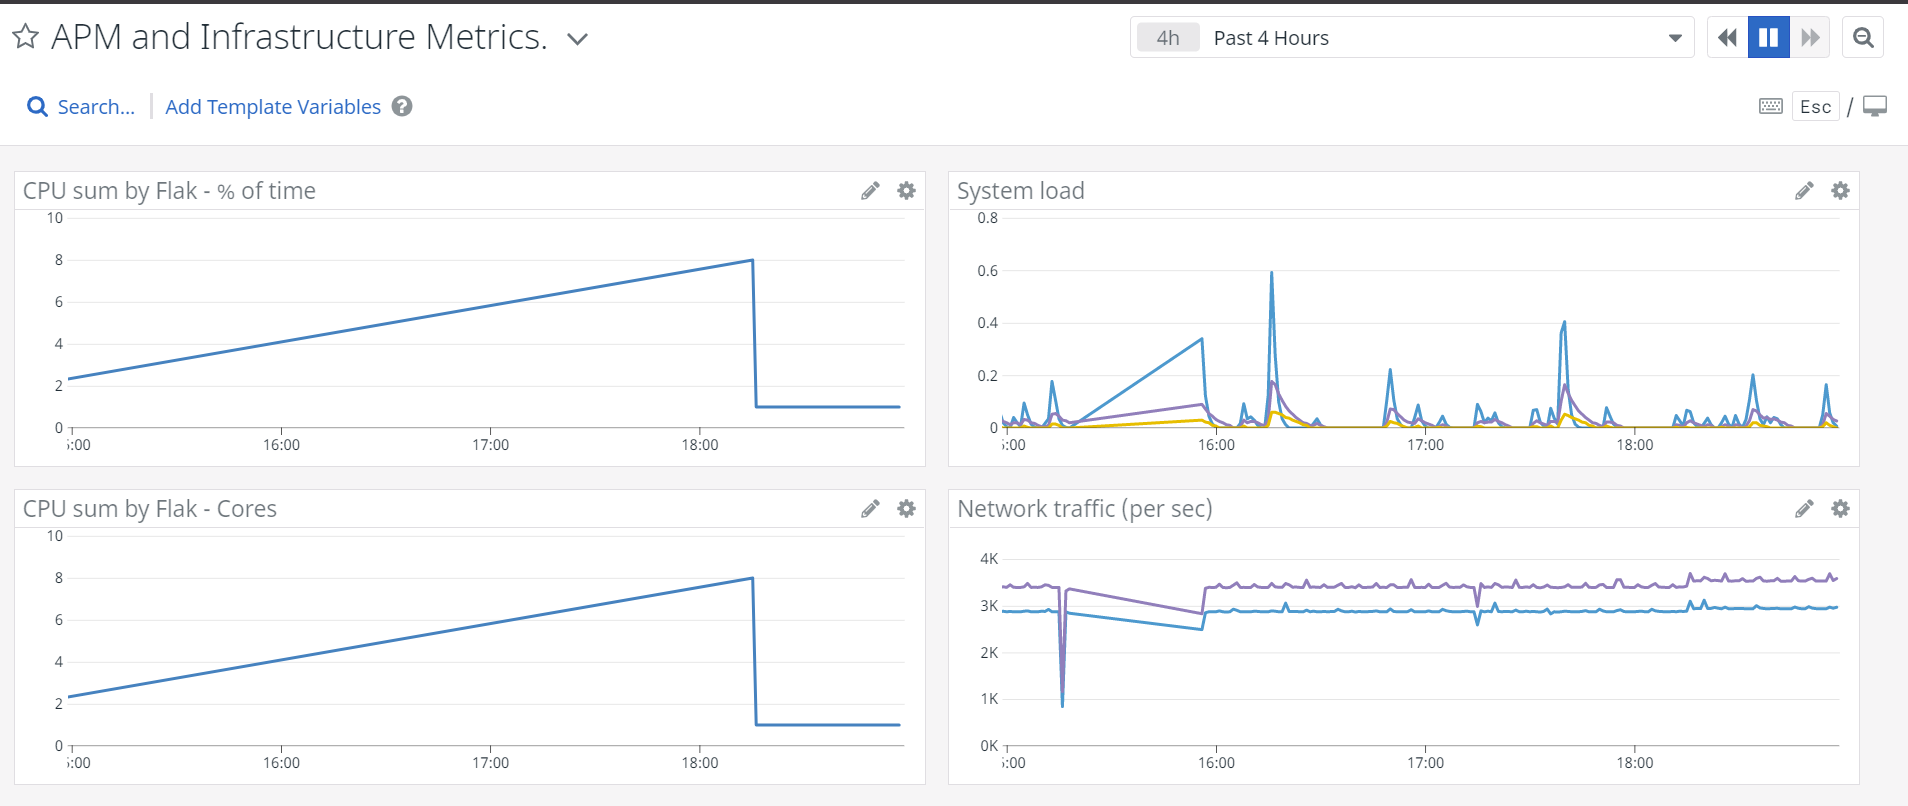 APM and Infrastructure Metrics.
4h Past 4 Hours
Search... Add Template Variables ?
Esc /
CPU sum by Flak - % of time
10
8
6
4
2
0
:00 16:00 17:00 18:00
System load
0.8
0.6
0.4
0.2
0
:00 16:00 17:00 18:00
CPU sum by Flak - Cores
10
8
6
4
2
0
:00 16:00 17:00 18:00
Network traffic (per sec)
4K
3K
2K
1K
0K
:00 16:00 17:00 18:00